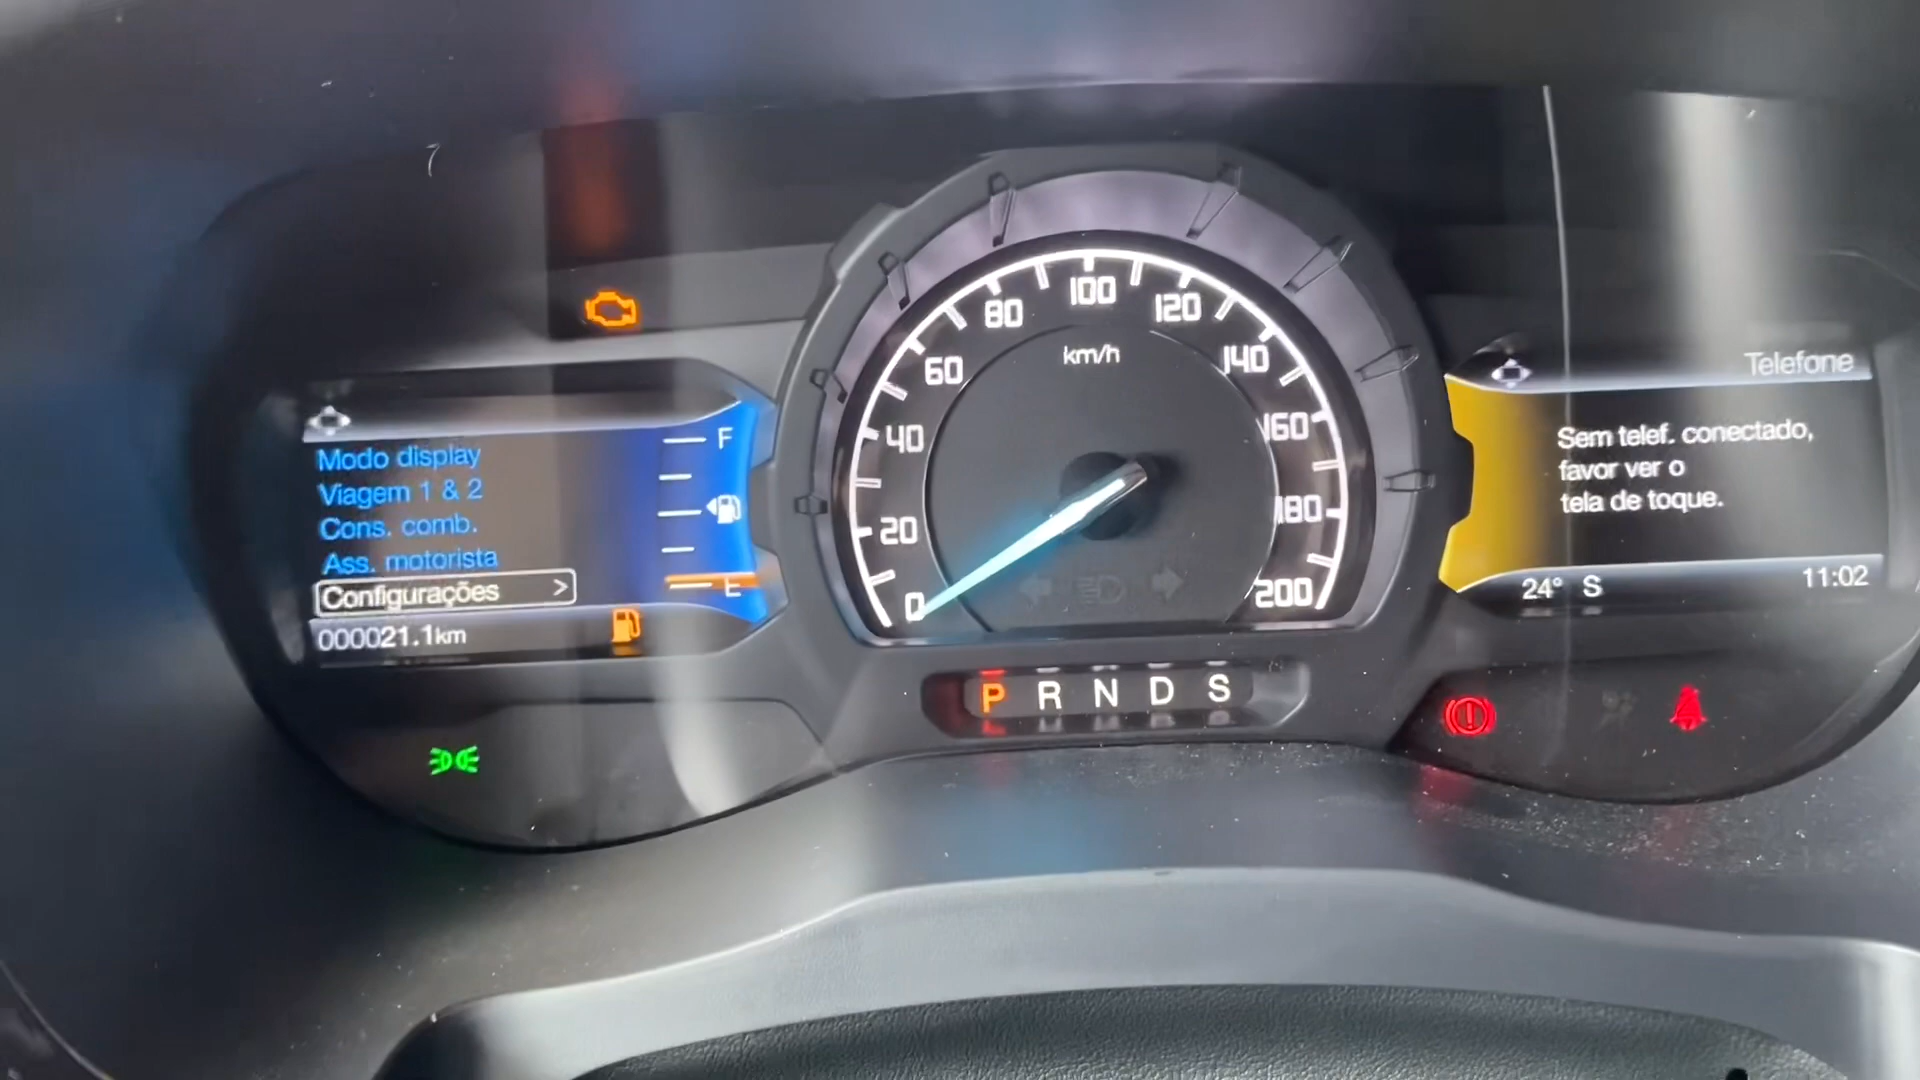 Modo display
Viagem 1 & 2
Cons. comb.
Ass. motorista
Configurações >
000021.1km
F
E
0
20
40
60
80
100
120
140
160
180
200
km/h
P R N D S
Telefone
Sem telef. conectado,
favor ver o
tela de toque.
24° S
11:02